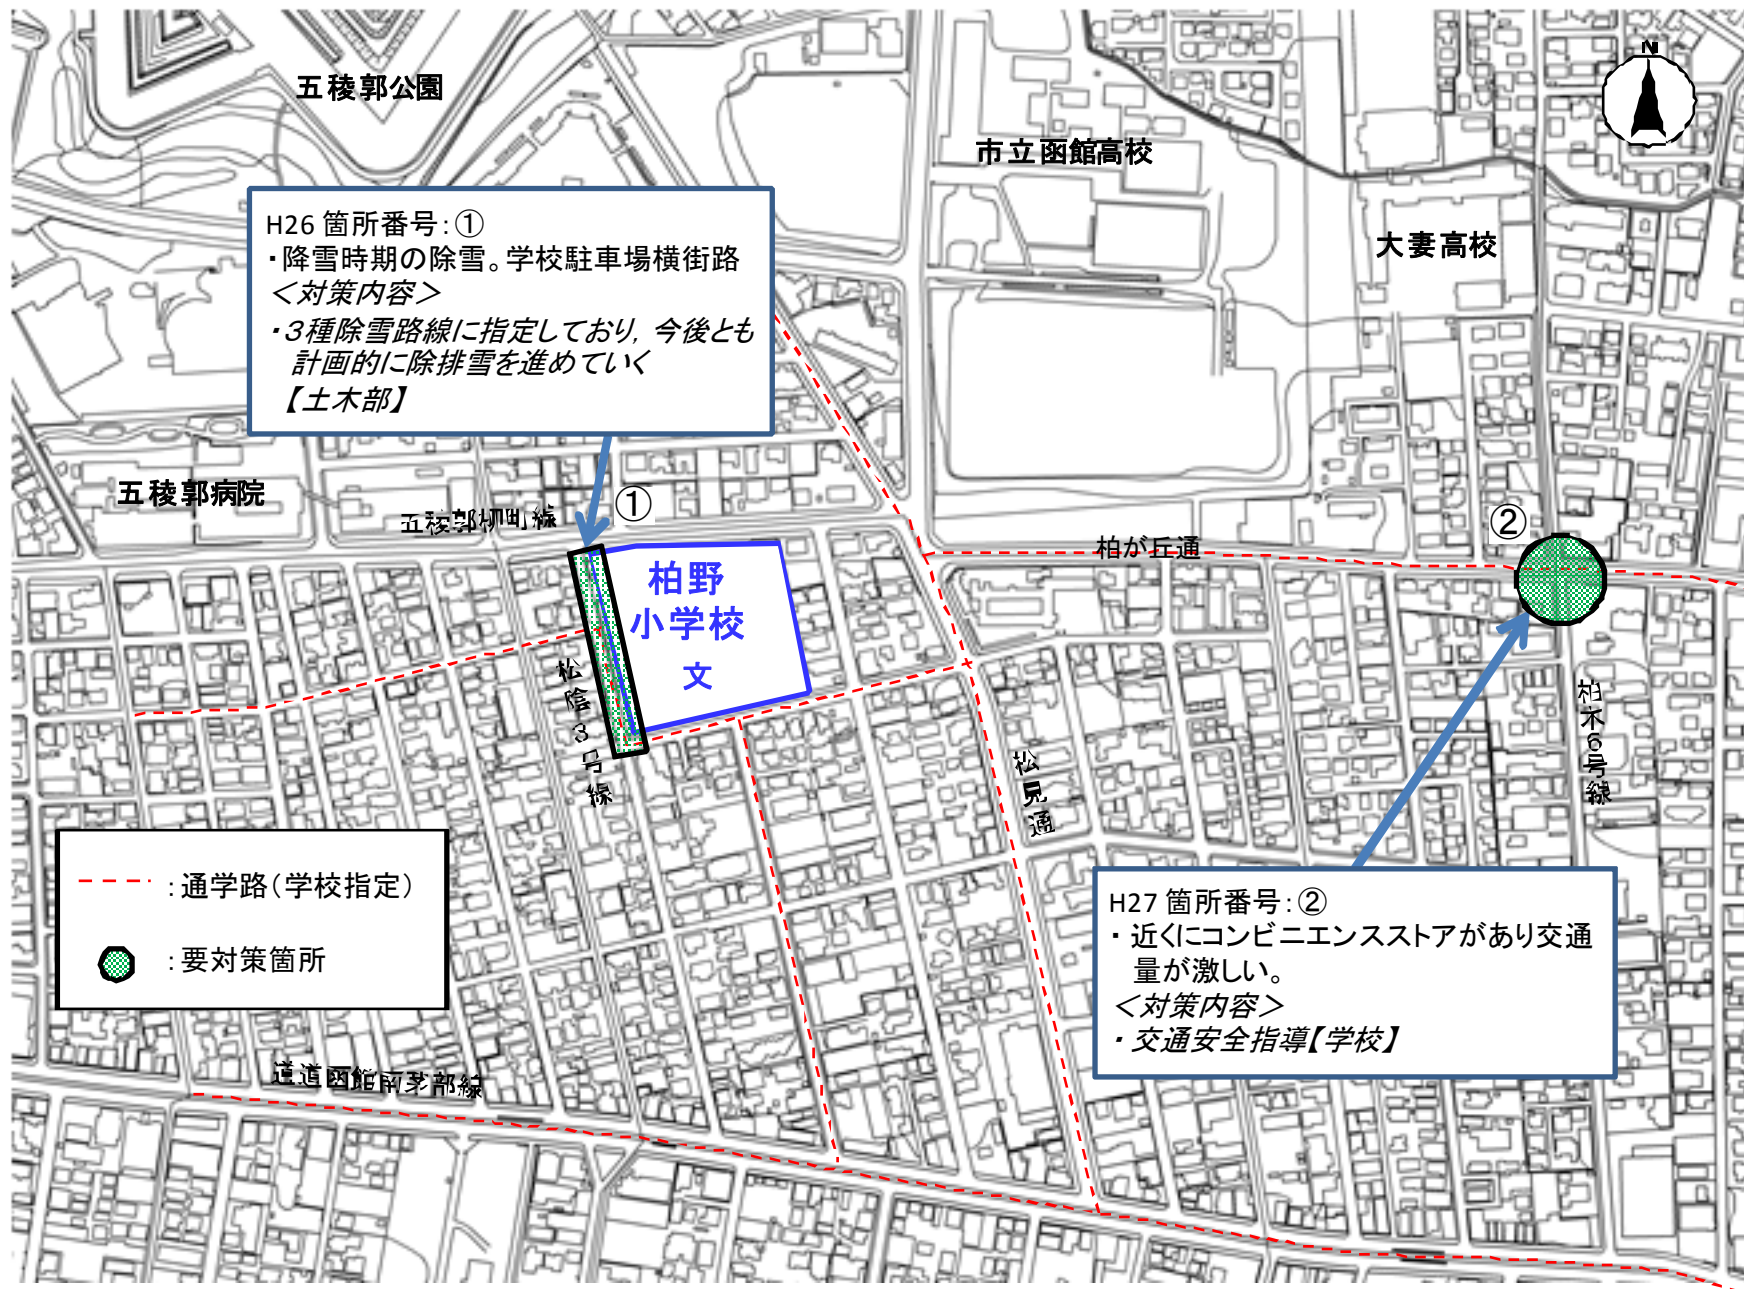 五稜郭公園
N
市立函館高校
大妻高校
H26 箇所番号：①
・降雪時期の除雪。学校駐車場横街路
＜対策内容＞
・３種除雪路線に指定しており，今後とも
計画的に除排雪を進めていく
【土木部】
五稜郭病院
五稜郭柳町線
①
②
柏が丘通
柏野
小学校
文
松陰３号線
松見通
柏木6号線
：通学路（学校指定）
：要対策箇所
H27 箇所番号：②
・ 近くにコンビニエンスストアがあり交通
量が激しい。
＜対策内容＞
・ 交通安全指導【学校】
道道函館南茅部線